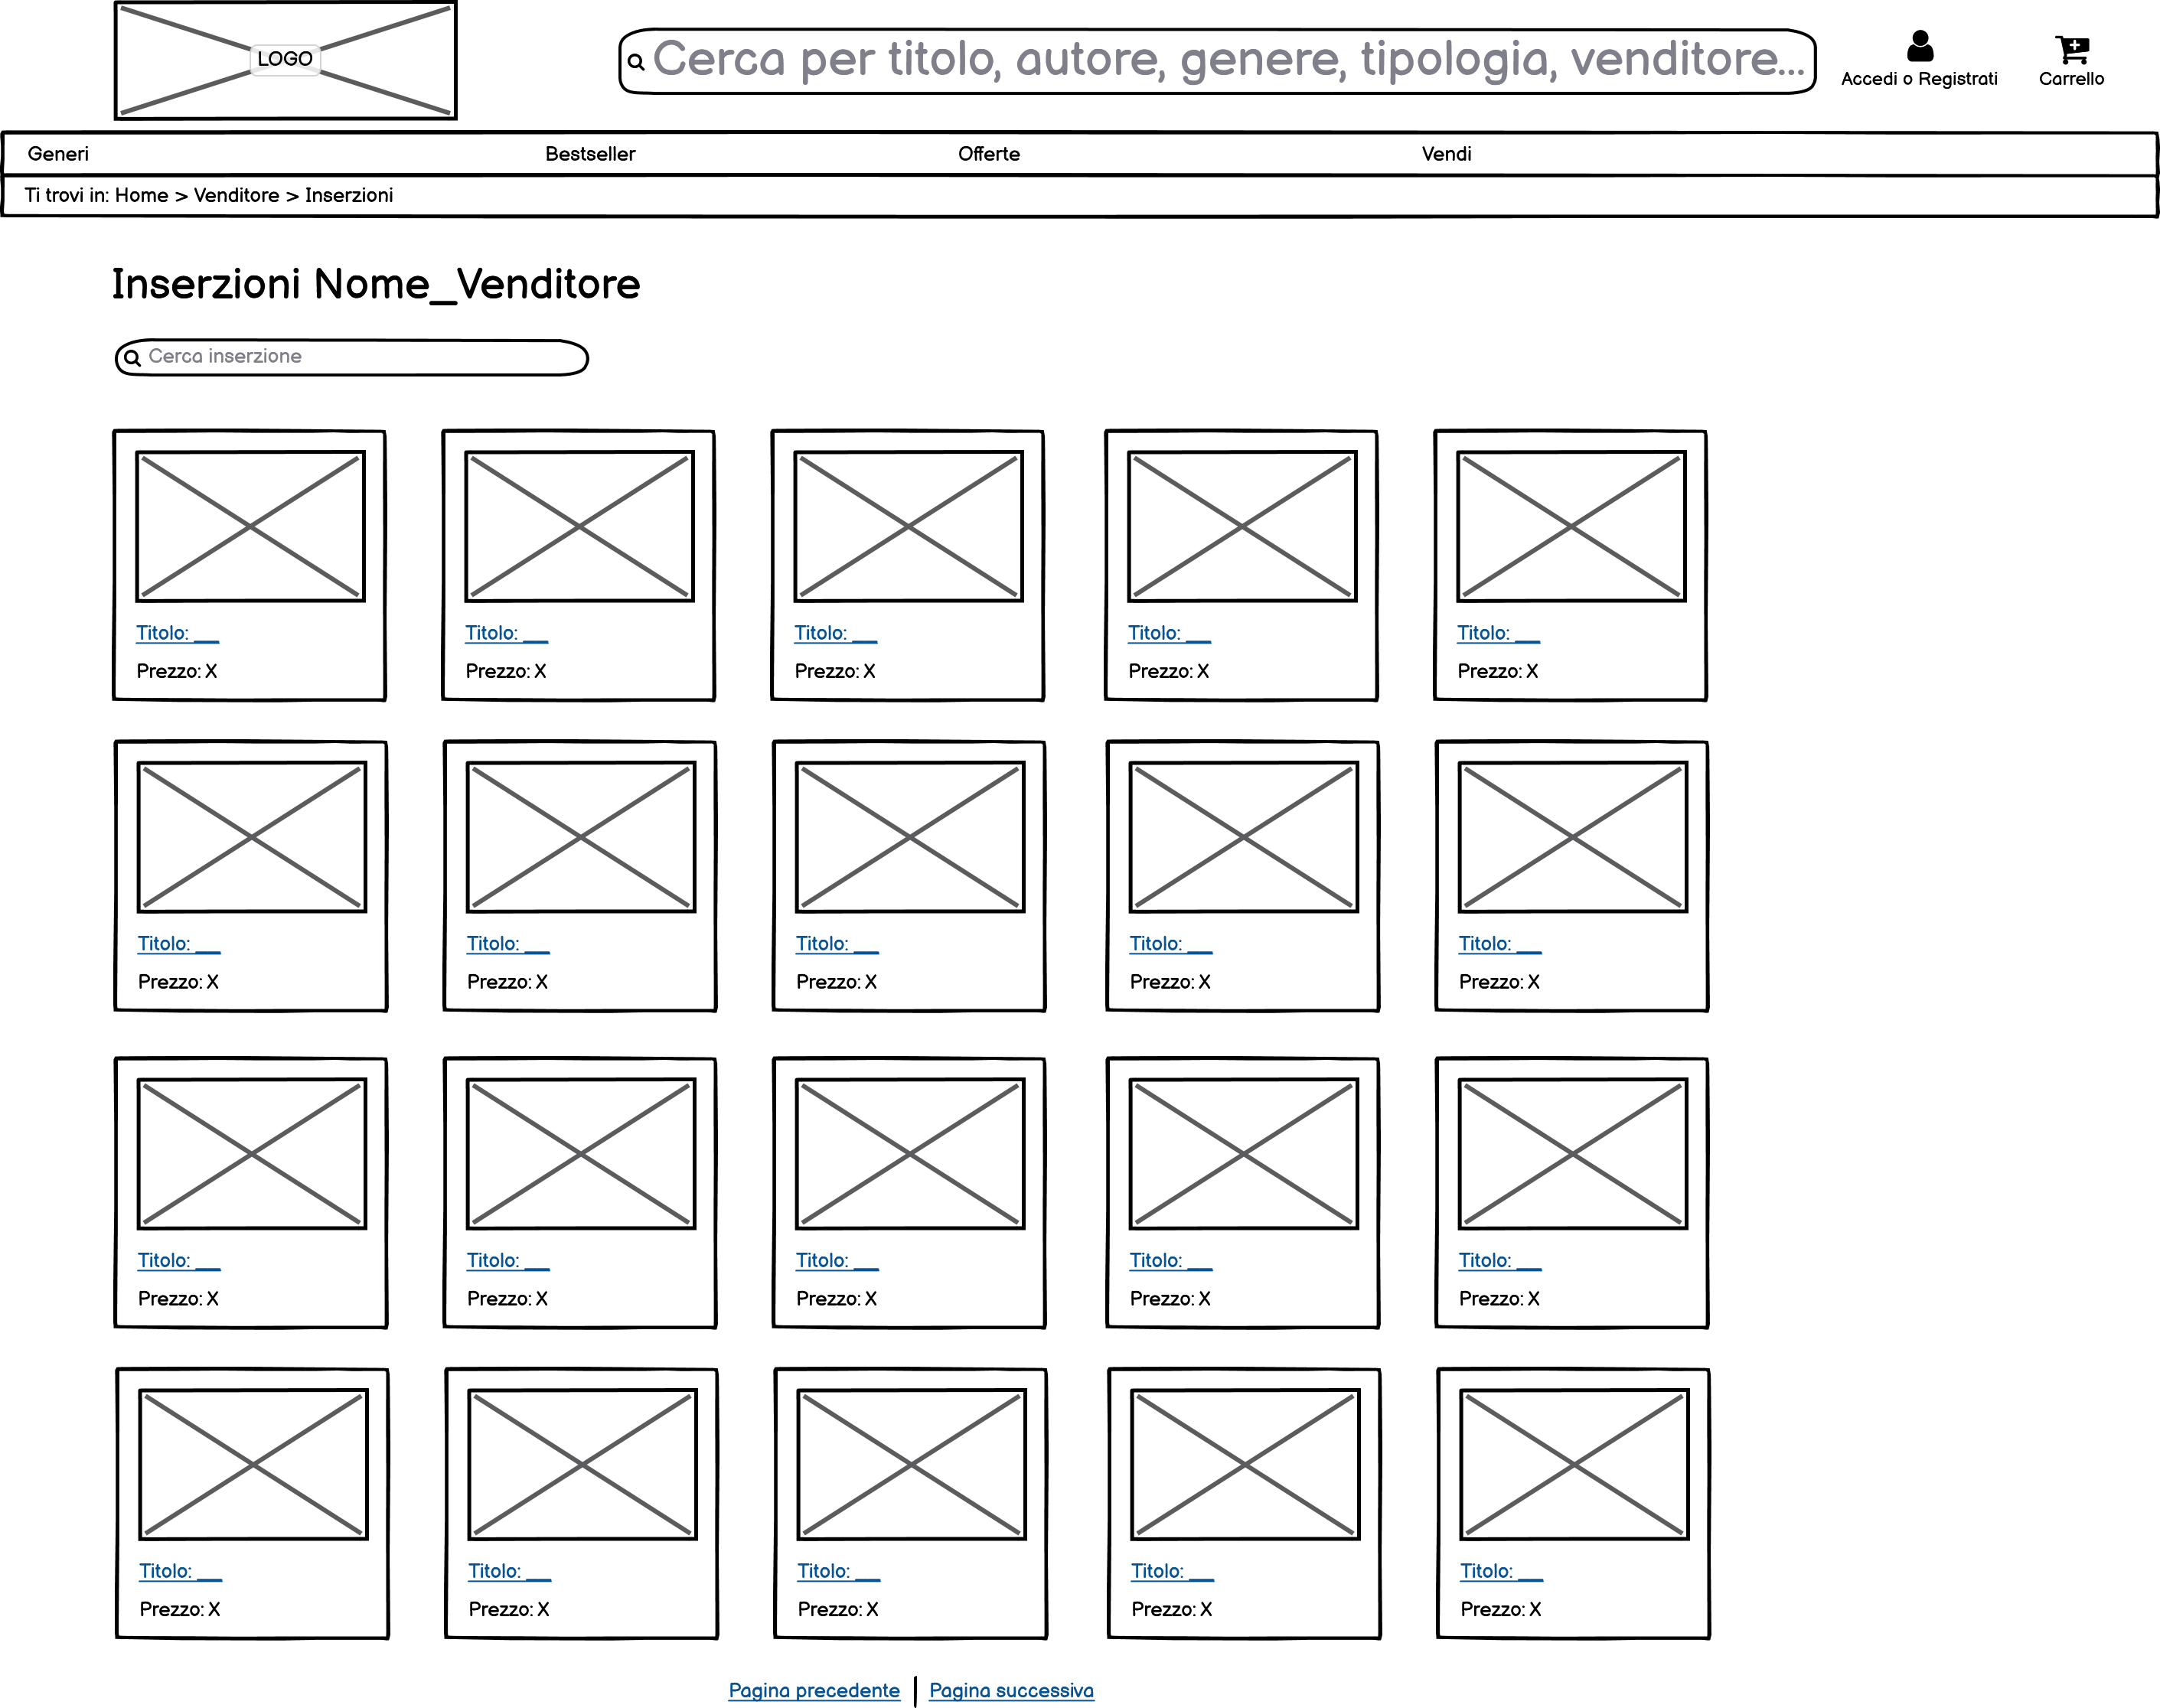 LOGO
Cerca per titolo, autore, genere, tipologia, venditore...
Accedi o Registrati
Carrello
Generi
Bestseller
Offerte
Vendi
Ti trovi in: Home > Venditore > Inserzioni
Inserzioni Nome_Venditore
Cerca inserzione
Titolo: ___
Titolo: ___
Titolo: ___
Titolo: ___
Titolo: ___
Prezzo: X
Prezzo: X
Prezzo: X
Prezzo: X
Prezzo: X
Titolo: ___
Titolo: ___
Titolo: ___
Titolo: ___
Titolo: ___
Prezzo: X
Prezzo: X
Prezzo: X
Prezzo: X
Prezzo: X
Titolo: ___
Titolo: ___
Titolo: ___
Titolo: ___
Titolo: ___
Prezzo: X
Prezzo: X
Prezzo: X
Prezzo: X
Prezzo: X
Titolo: ___
Titolo: ___
Titolo: ___
Titolo: ___
Titolo: ___
Prezzo: X
Prezzo: X
Prezzo: X
Prezzo: X
Prezzo: X
Pagina precedente
Pagina successiva